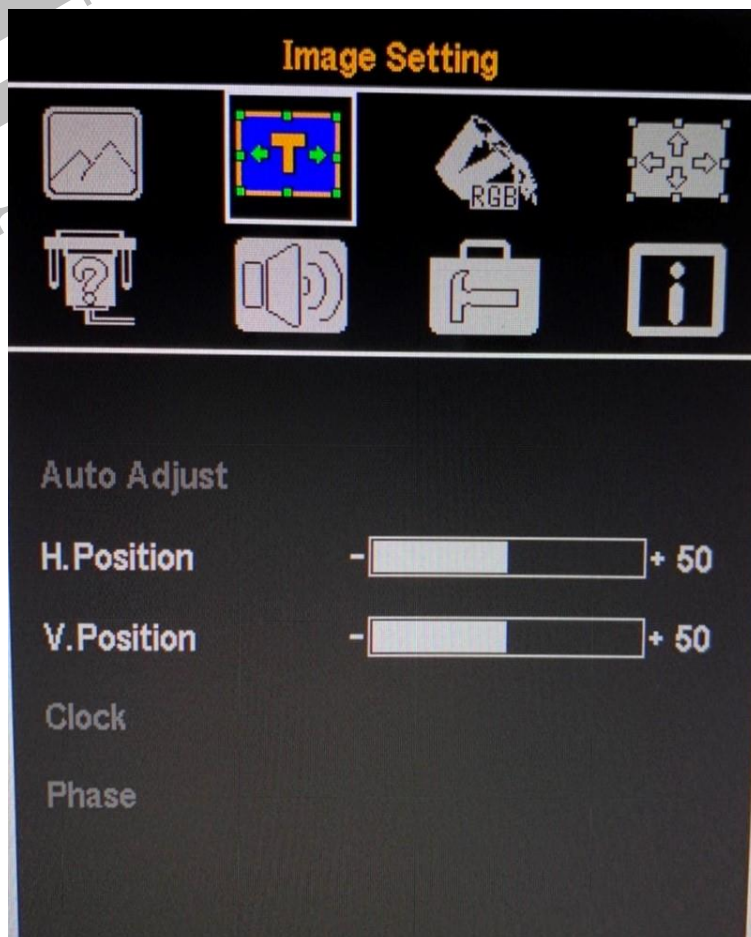 Image Setting
T
RGB
?
i
Auto Adjust
H.Position - + 50
V.Position - + 50
Clock
Phase